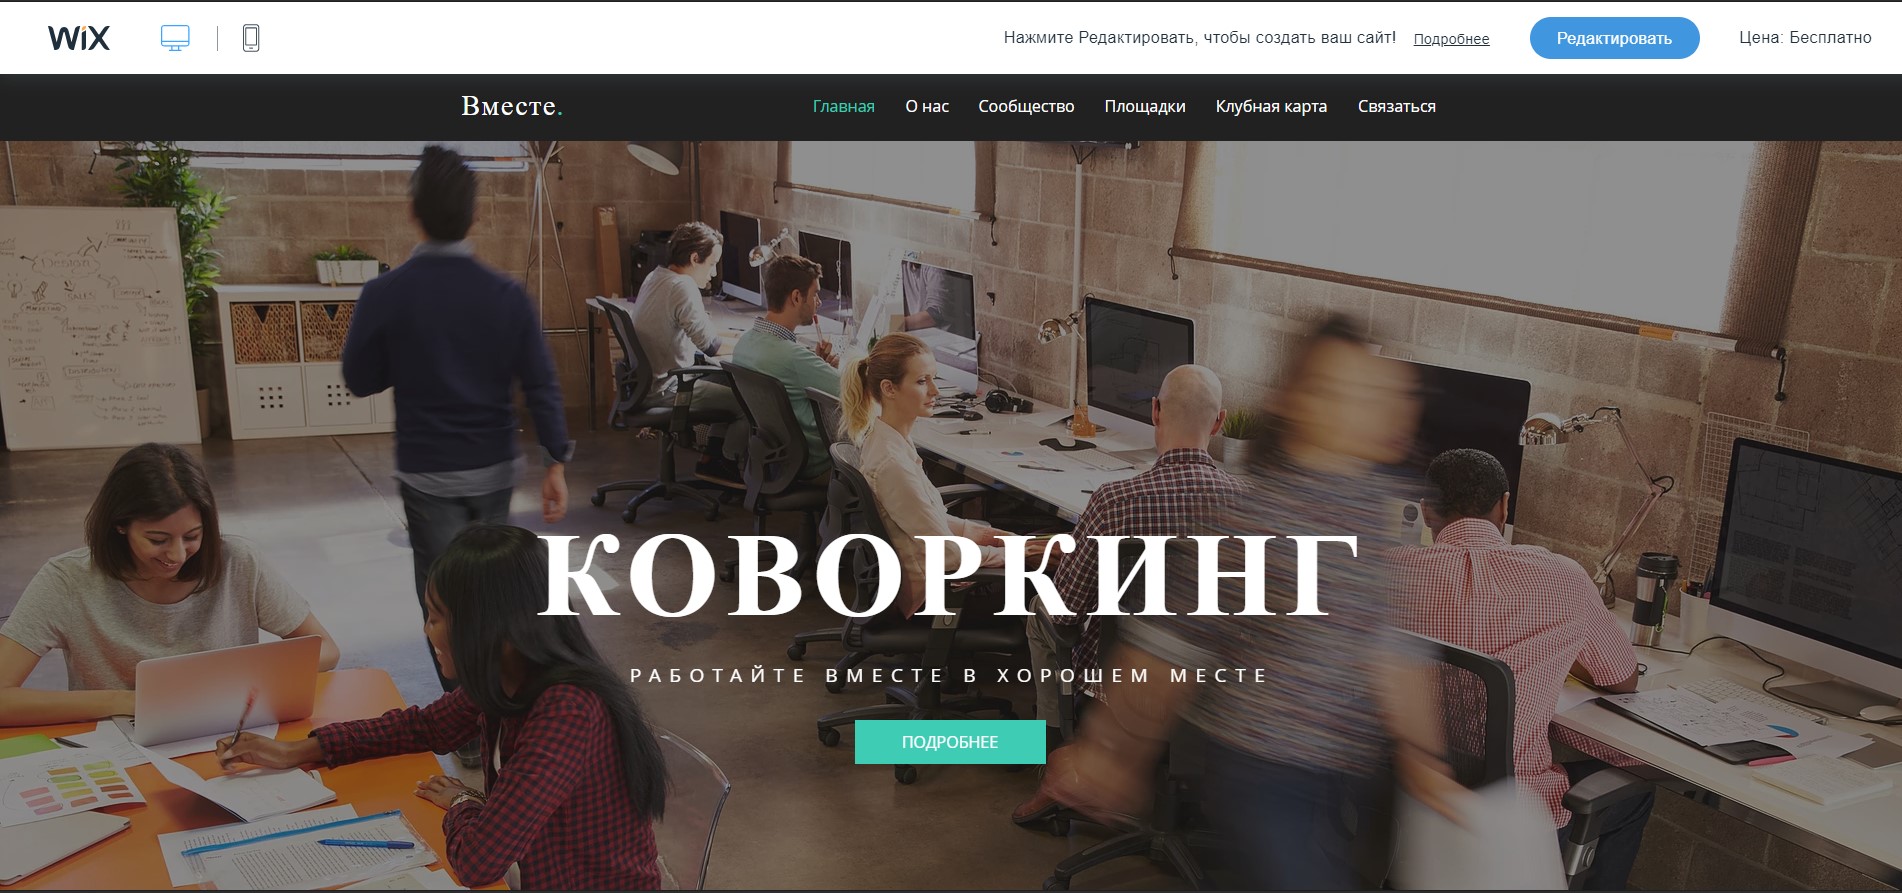 WiX
Нажмите Редактировать, чтобы создать ваш сайт! Подробнее Редактировать Цена: Бесплатно
Вместе. Главная О нас Сообщество Площадки Клубная карта Связаться
КОВОРКИНГ
РАБОТАЙТЕ ВМЕСТЕ В ХОРОШЕМ МЕСТЕ
ПОДРОБНЕЕ